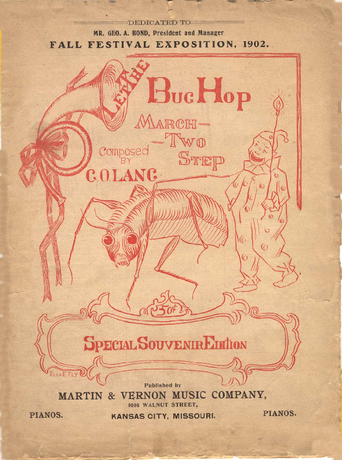 DEDICATED TO
MR. GEO. A. BOND, President and Manager
FALL FESTIVAL EXPOSITION, 1902.
LET THE
BUG HOP
MARCH—
—TWO
STEP
Composed
BY
C.O.LANG
5of
SPECIAL SOUVENIR EDITION
Published by
MARTIN & VERNON MUSIC COMPANY,
WALNUT STREET,
PIANOS.
KANSAS CITY, MISSOURI.
PIANOS.